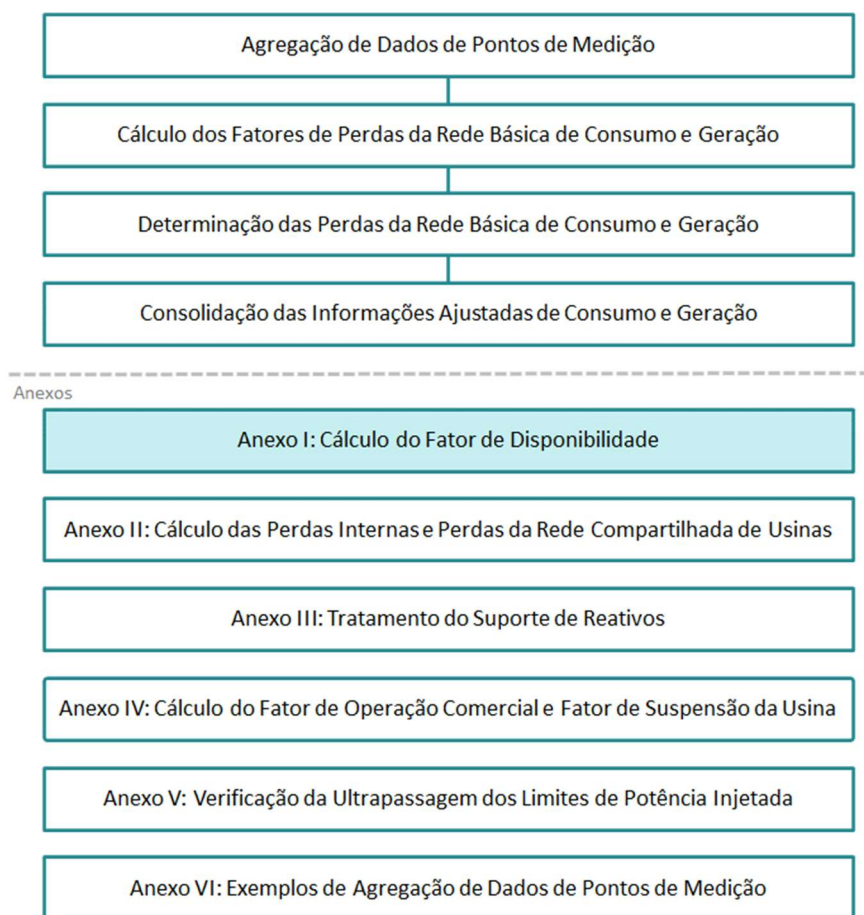 Agregação de Dados de Pontos de Medição
Cálculo dos Fatores de Perdas da Rede Básica de Consumo e Geração
Determinação das Perdas da Rede Básica de Consumo e Geração
Consolidação das Informações Ajustadas de Consumo e Geração
Anexos
Anexo I: Cálculo do Fator de Disponibilidade
Anexo II: Cálculo das Perdas Internas e Perdas da Rede Compartilhada de Usinas
Anexo III: Tratamento do Suporte de Reativos
Anexo IV: Cálculo do Fator de Operação Comercial e Fator de Suspensão da Usina
Anexo V: Verificação da Ultrapassagem dos Limites de Potência Injetada
Anexo VI: Exemplos de Agregação de Dados de Pontos de Medição